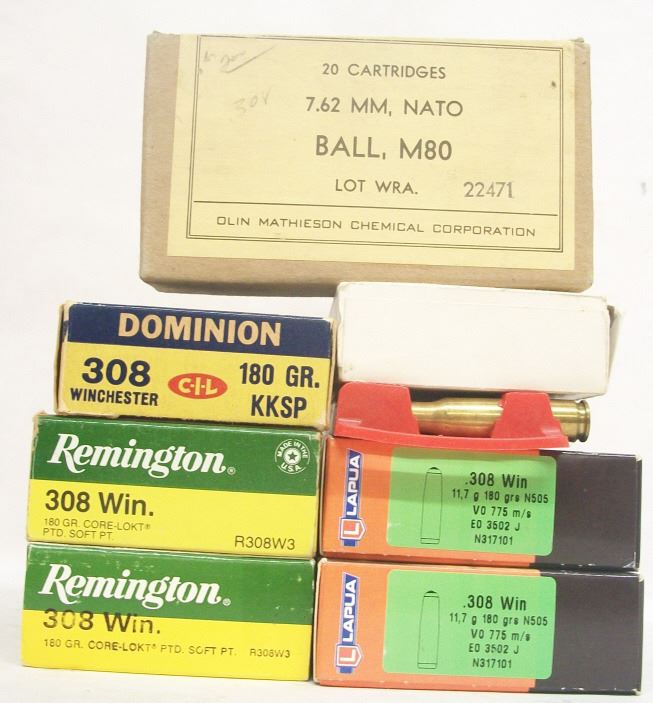 20 CARTRIDGES
7.62 MM, NATO
308
BALL, M80
LOT WRA. 22471
OLIN MATHIESON CHEMICAL CORPORATION
DOMINION
308
WINCHESTER
C-I-L
180 GR.
KKSP
Remington®
MADE IN THE U.S.A.
308 Win.
180 GR. CORE-LOKT®
PTD. SOFT PT.
R308W3
LAPUA
.308 Win
11,7 g 180 grs N505
V0 775 m/s
E0 3502 J
N317101
Remington®
308 Win.
180 GR. CORE-LOKT® PTD. SOFT PT. R308W3
LAPUA
.308 Win
11,7 g 180 grs N505
V0 775 m/s
E0 3502 J
N317101